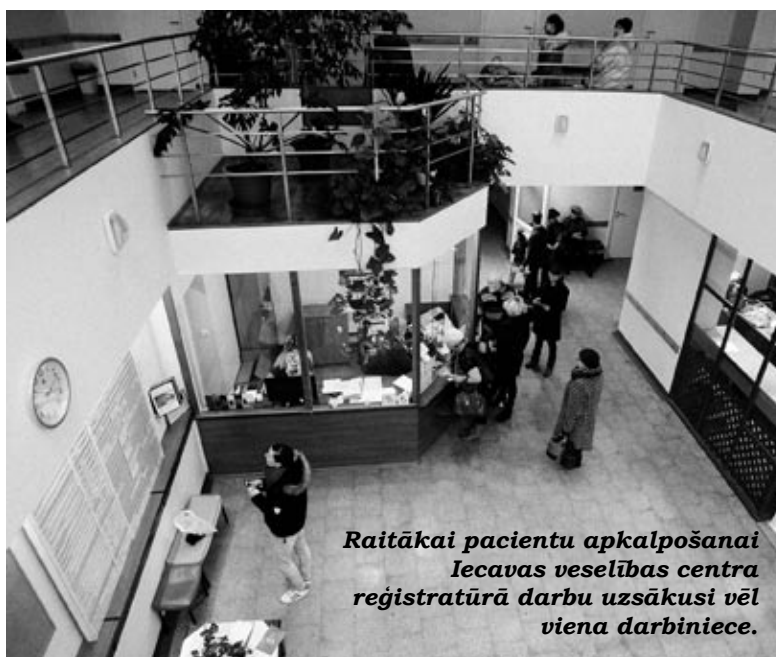 Raitākai pacientu apkalpošanai
Iecavas veselības centra
reģistratūrā darbu uzsākusi vēl
viena darbiniece.